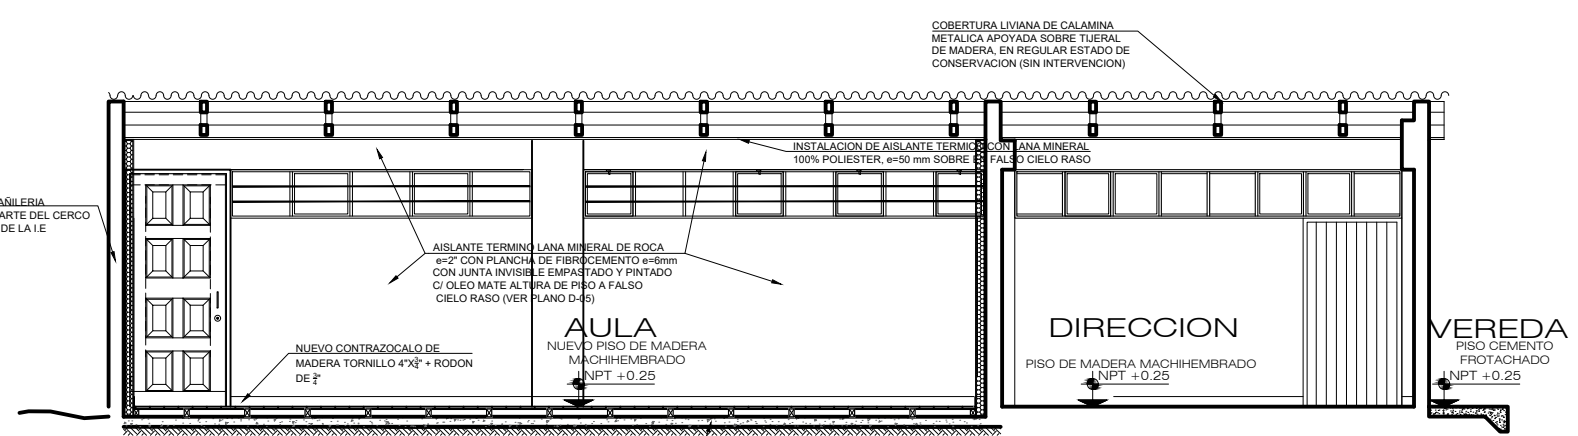 COBERTURA LIVIANA DE CALAMINA
METALICA APOYADA SOBRE TIJERAL
DE MADERA, EN REGULAR ESTADO DE
CONSERVACION (SIN INTERVENCION)
INSTALACION DE AISLANTE TERMICO CON LANA MINERAL
100% POLIESTER, e=50 mm SOBRE EL FALSO CIELO RASO
AÑILERIA
ARTE DEL CERCO
DE LA I.E
AISLANTE TERMINO LANA MINERAL DE ROCA
e=2" CON PLANCHA DE FIBROCEMENTO e=6mm
CON JUNTA INVISIBLE EMPASTADO Y PINTADO
C/ OLEO MATE ALTURA DE PISO A FALSO
CIELO RASO (VER PLANO D-05)
NUEVO CONTRAZOCALO DE
MADERA TORNILLO 4"X¾" + RODON
DE ¾"
AULA
NUEVO PISO DE MADERA
MACHIHEMBRADO
NPT +0.25
DIRECCION
PISO DE MADERA MACHIHEMBRADO
NPT +0.25
VEREDA
PISO CEMENTO
FROTACHADO
NPT +0.25